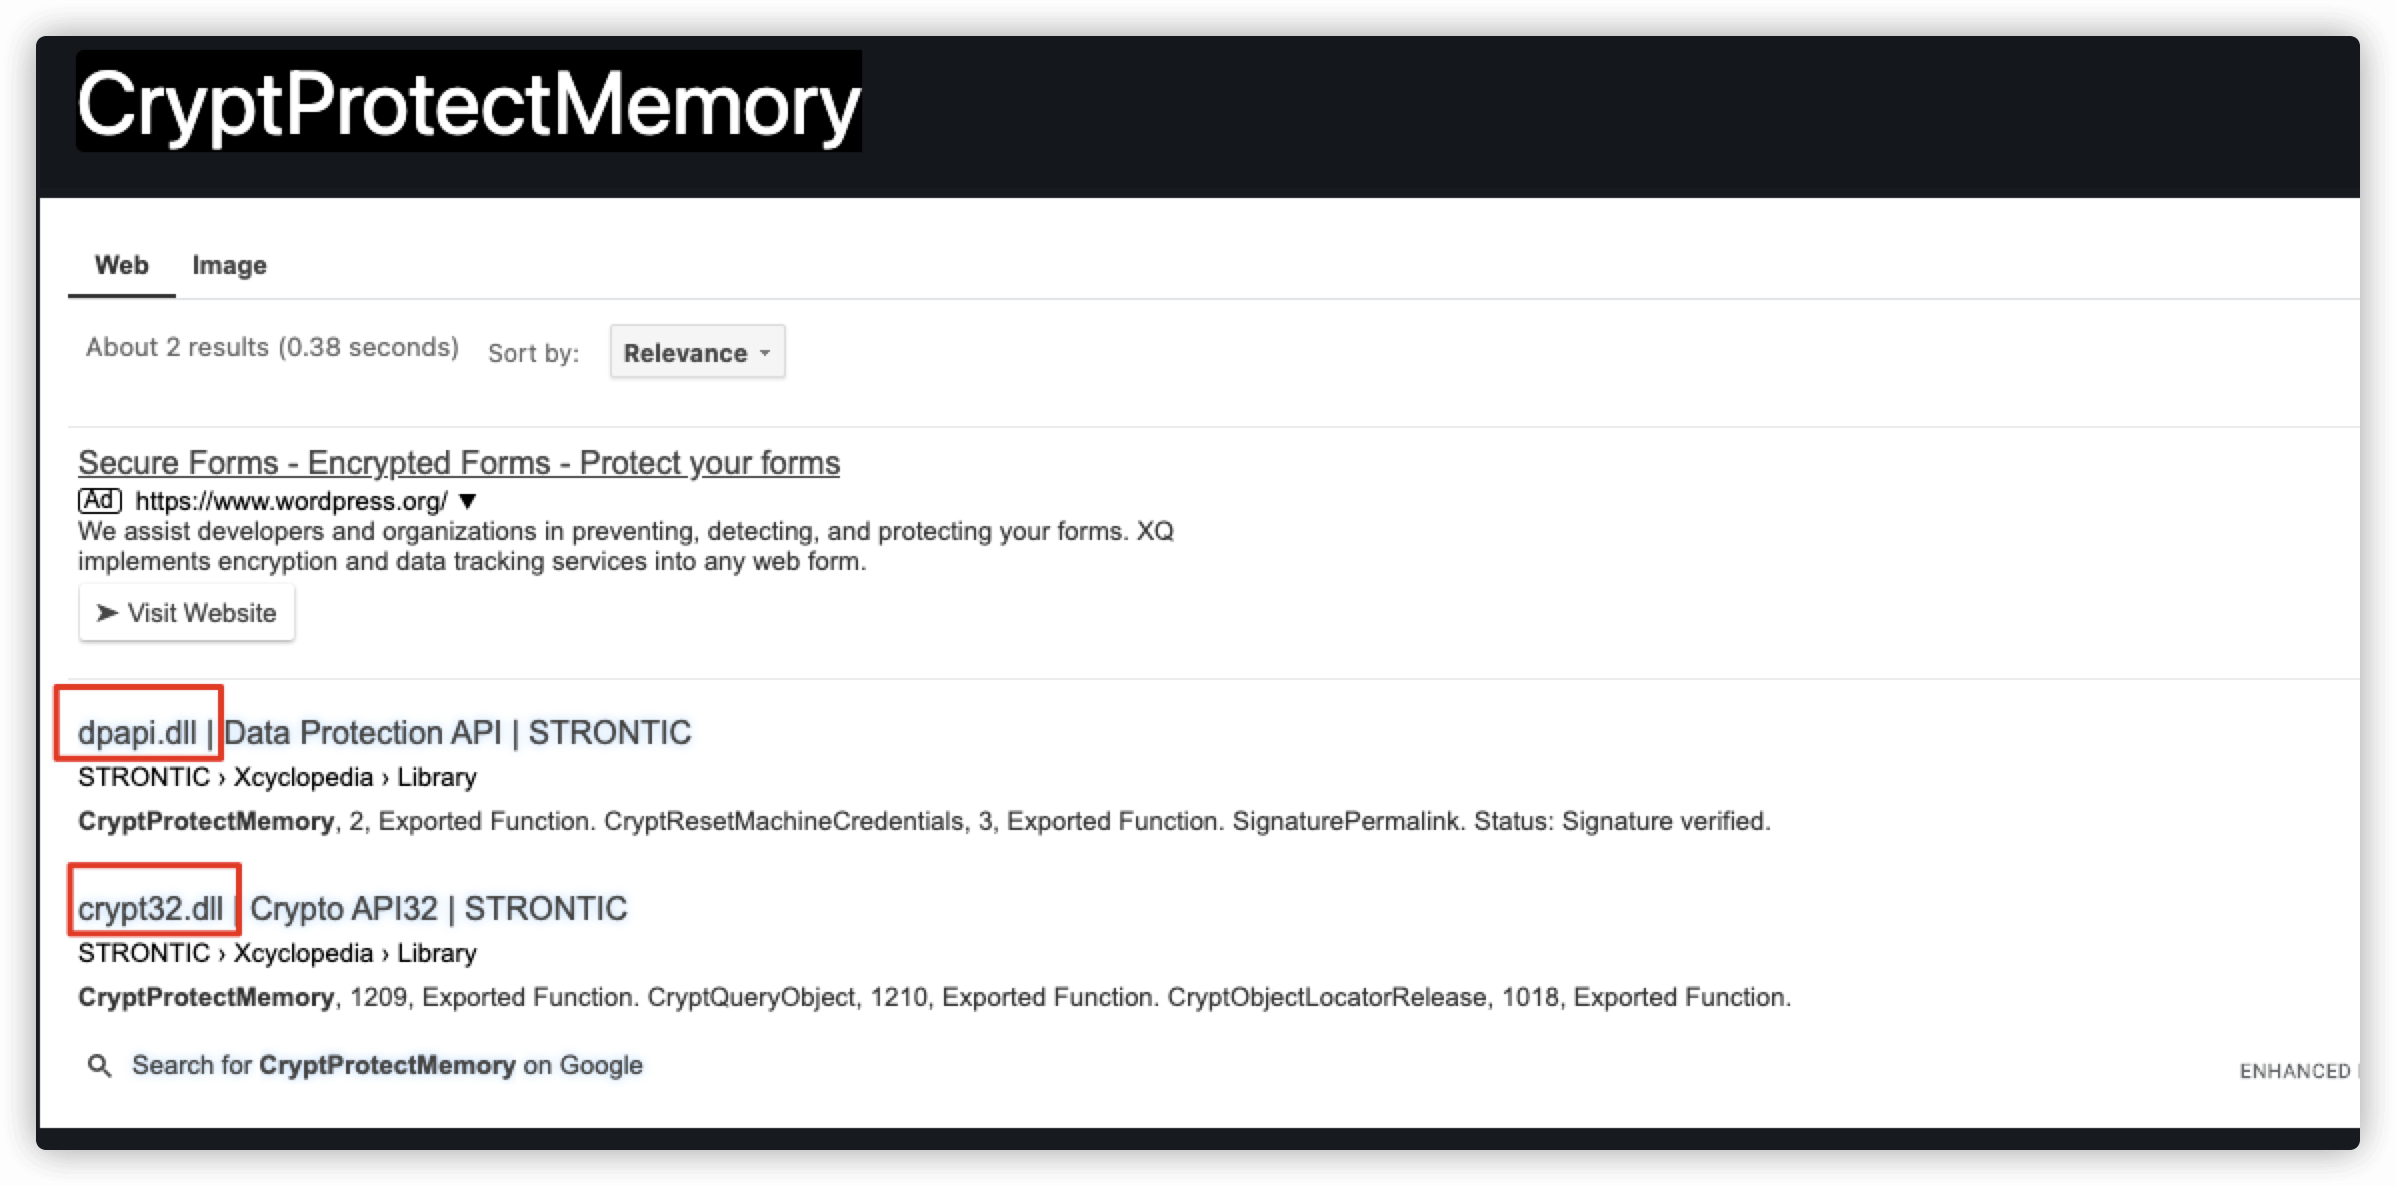 CryptProtectMemory
Web Image
About 2 results (0.38 seconds) Sort by: Relevance
Secure Forms - Encrypted Forms - Protect your forms
Ad https://www.wordpress.org/ ▼
We assist developers and organizations in preventing, detecting, and protecting your forms. XQ
implements encryption and data tracking services into any web form.
➤ Visit Website
dpapi.dll | Data Protection API | STRONTIC
STRONTIC › Xcyclopedia › Library
CryptProtectMemory, 2, Exported Function. CryptResetMachineCredentials, 3, Exported Function. SignaturePermalink. Status: Signature verified.
crypt32.dll | Crypto API32 | STRONTIC
STRONTIC › Xcyclopedia › Library
CryptProtectMemory, 1209, Exported Function. CryptQueryObject, 1210, Exported Function. CryptObjectLocatorRelease, 1018, Exported Function.
Search for CryptProtectMemory on Google
ENHANCED